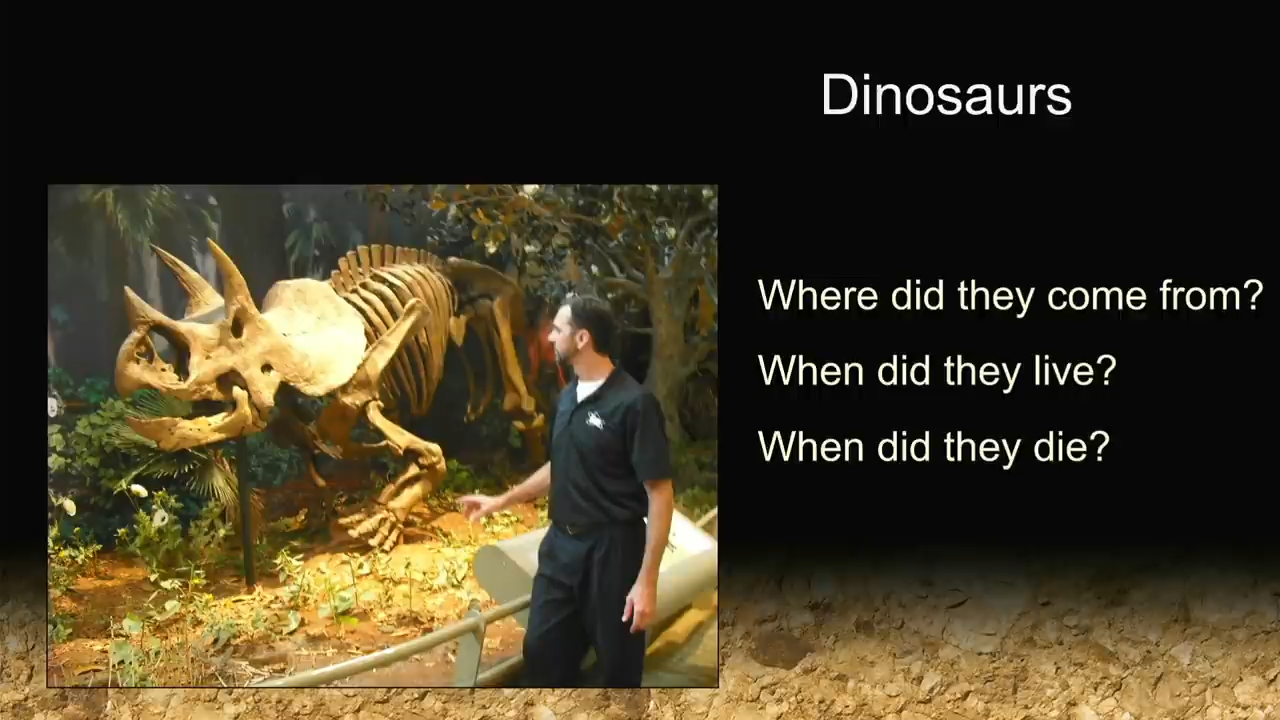 Dinosaurs
Where did they come from?
When did they live?
When did they die?